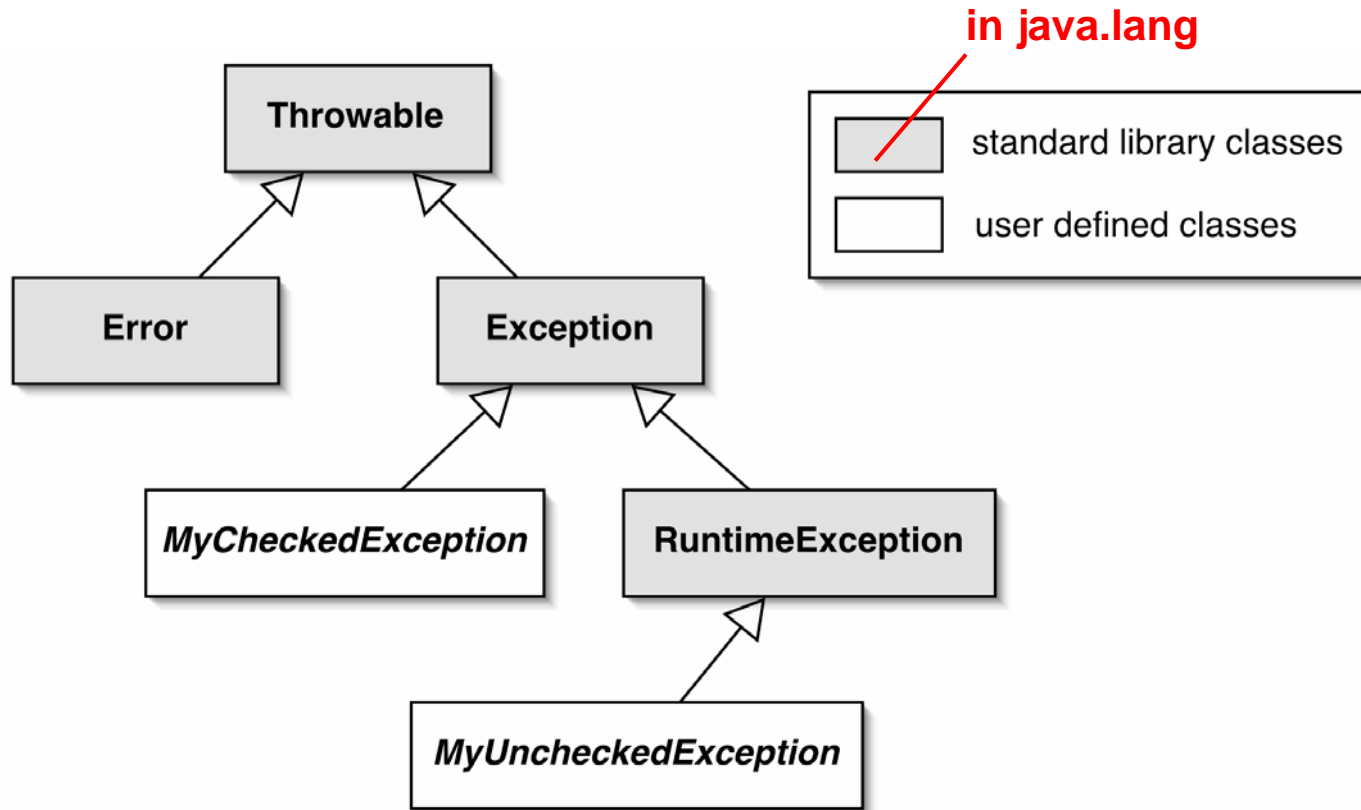 in java.lang
Throwable
standard library classes
user defined classes
Error
Exception
MyCheckedException
RuntimeException
MyUncheckedException